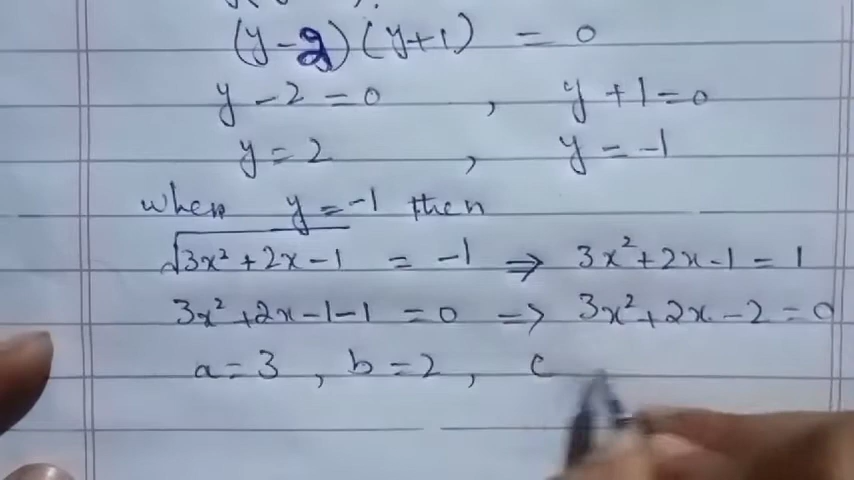 (y-2)(y+1) = 0
y-2=0 , y+1=0
y=2 , y=-1
when y=-1 then
√3x²+2x-1 = -1 ⇒ 3x²+2x-1=1
3x²+2x-1-1=0 ⇒ 3x²+2x-2=0
a=3 , b=2 , c